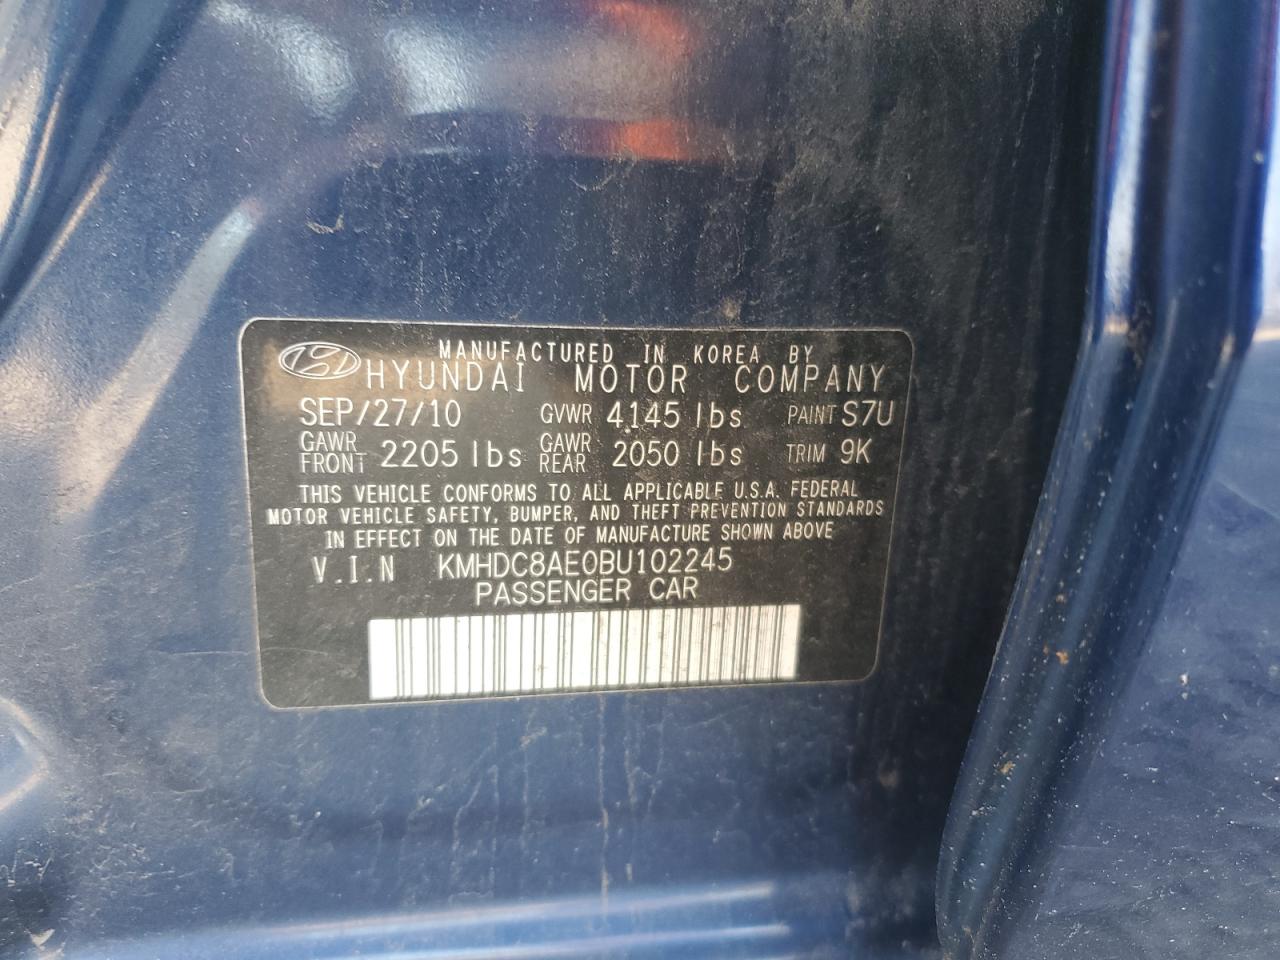 MANUFACTURED IN KOREA BY
HYUNDAI MOTOR COMPANY
SEP/27/10 GVWR 4145 lbs PAINT S7U
GAWR FRONT 2205 lbs GAWR REAR 2050 lbs TRIM 9K
THIS VEHICLE CONFORMS TO ALL APPLICABLE U.S.A. FEDERAL
MOTOR VEHICLE SAFETY, BUMPER, AND THEFT PREVENTION STANDARDS
IN EFFECT ON THE DATE OF MANUFACTURE SHOWN ABOVE
V.I.N KMHDC8AE0BU102245
PASSENGER CAR